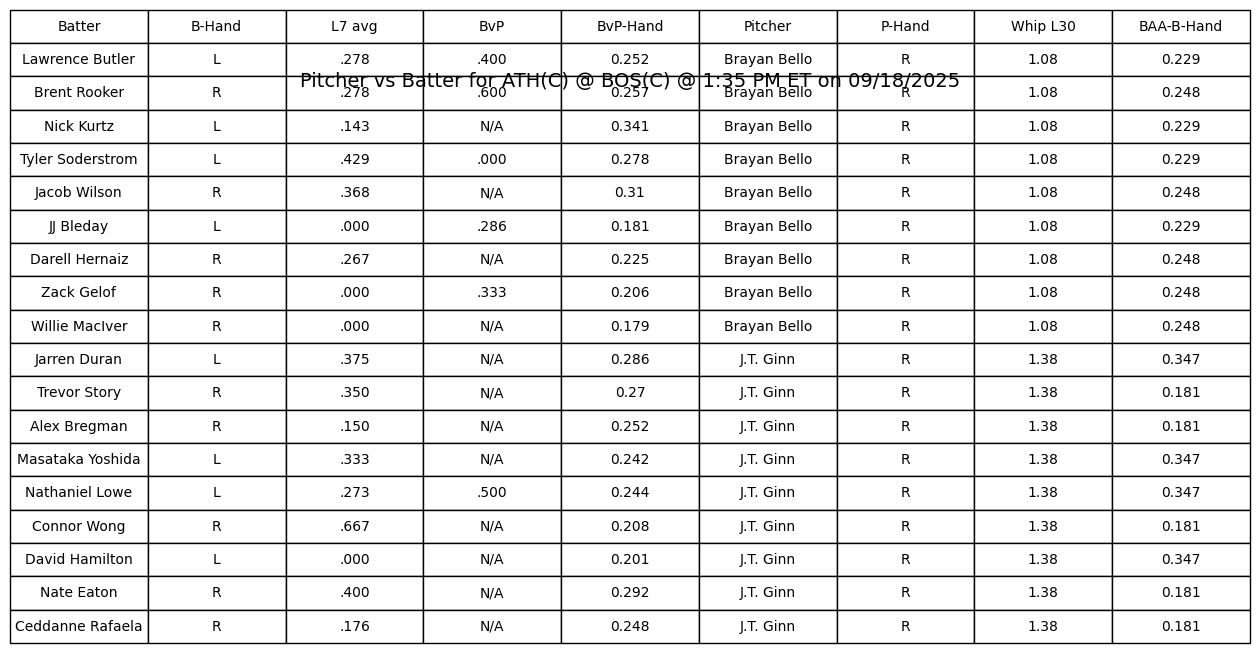 Batter B-Hand L7 avg BvP BvP-Hand Pitcher P-Hand Whip L30 BAA-B-Hand
Lawrence Butler L .278 .400 0.252 Brayan Bello R 1.08 0.229
Pitcher vs Batter for ATH(C) @ BOS(C) @ 1:35 PM ET on 09/18/2025
Brent Rooker R .278 .600 0.257 Brayan Bello R 1.08 0.248
Nick Kurtz L .143 N/A 0.341 Brayan Bello R 1.08 0.229
Tyler Soderstrom L .429 .000 0.278 Brayan Bello R 1.08 0.229
Jacob Wilson R .368 N/A 0.31 Brayan Bello R 1.08 0.248
JJ Bleday L .000 .286 0.181 Brayan Bello R 1.08 0.229
Darell Hernaiz R .267 N/A 0.225 Brayan Bello R 1.08 0.248
Zack Gelof R .000 .333 0.206 Brayan Bello R 1.08 0.248
Willie MacIver R .000 N/A 0.179 Brayan Bello R 1.08 0.248
Jarren Duran L .375 N/A 0.286 J.T. Ginn R 1.38 0.347
Trevor Story R .350 N/A 0.27 J.T. Ginn R 1.38 0.181
Alex Bregman R .150 N/A 0.252 J.T. Ginn R 1.38 0.181
Masataka Yoshida L .333 N/A 0.242 J.T. Ginn R 1.38 0.347
Nathaniel Lowe L .273 .500 0.244 J.T. Ginn R 1.38 0.347
Connor Wong R .667 N/A 0.208 J.T. Ginn R 1.38 0.181
David Hamilton L .000 N/A 0.201 J.T. Ginn R 1.38 0.347
Nate Eaton R .400 N/A 0.292 J.T. Ginn R 1.38 0.181
Ceddanne Rafaela R .176 N/A 0.248 J.T. Ginn R 1.38 0.181